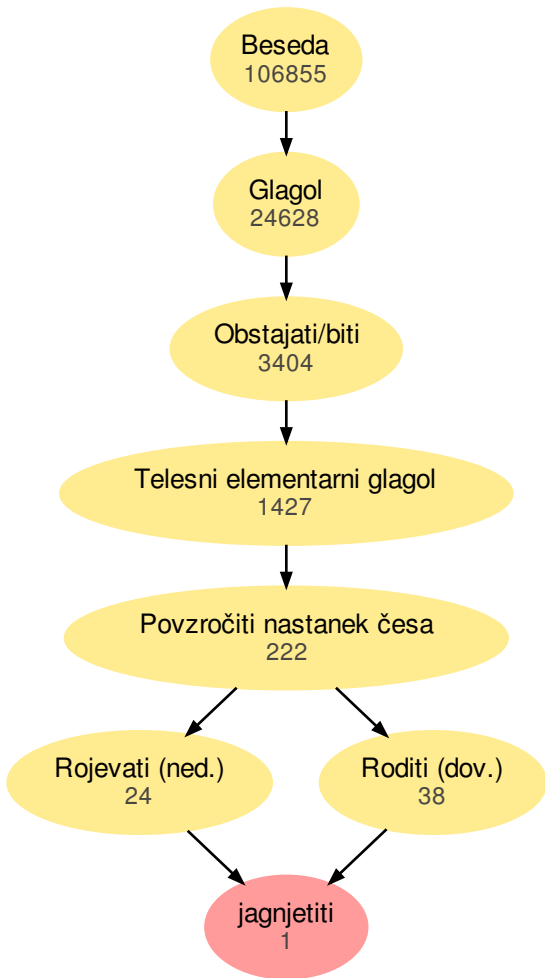 Beseda
106855
Glagol
24628
Obstajati/biti
3404
Telesni elementarni glagol
1427
Povzročiti nastanek česa
222
Rojevati (ned.)
24
Roditi (dov.)
38
jagnjetiti
1